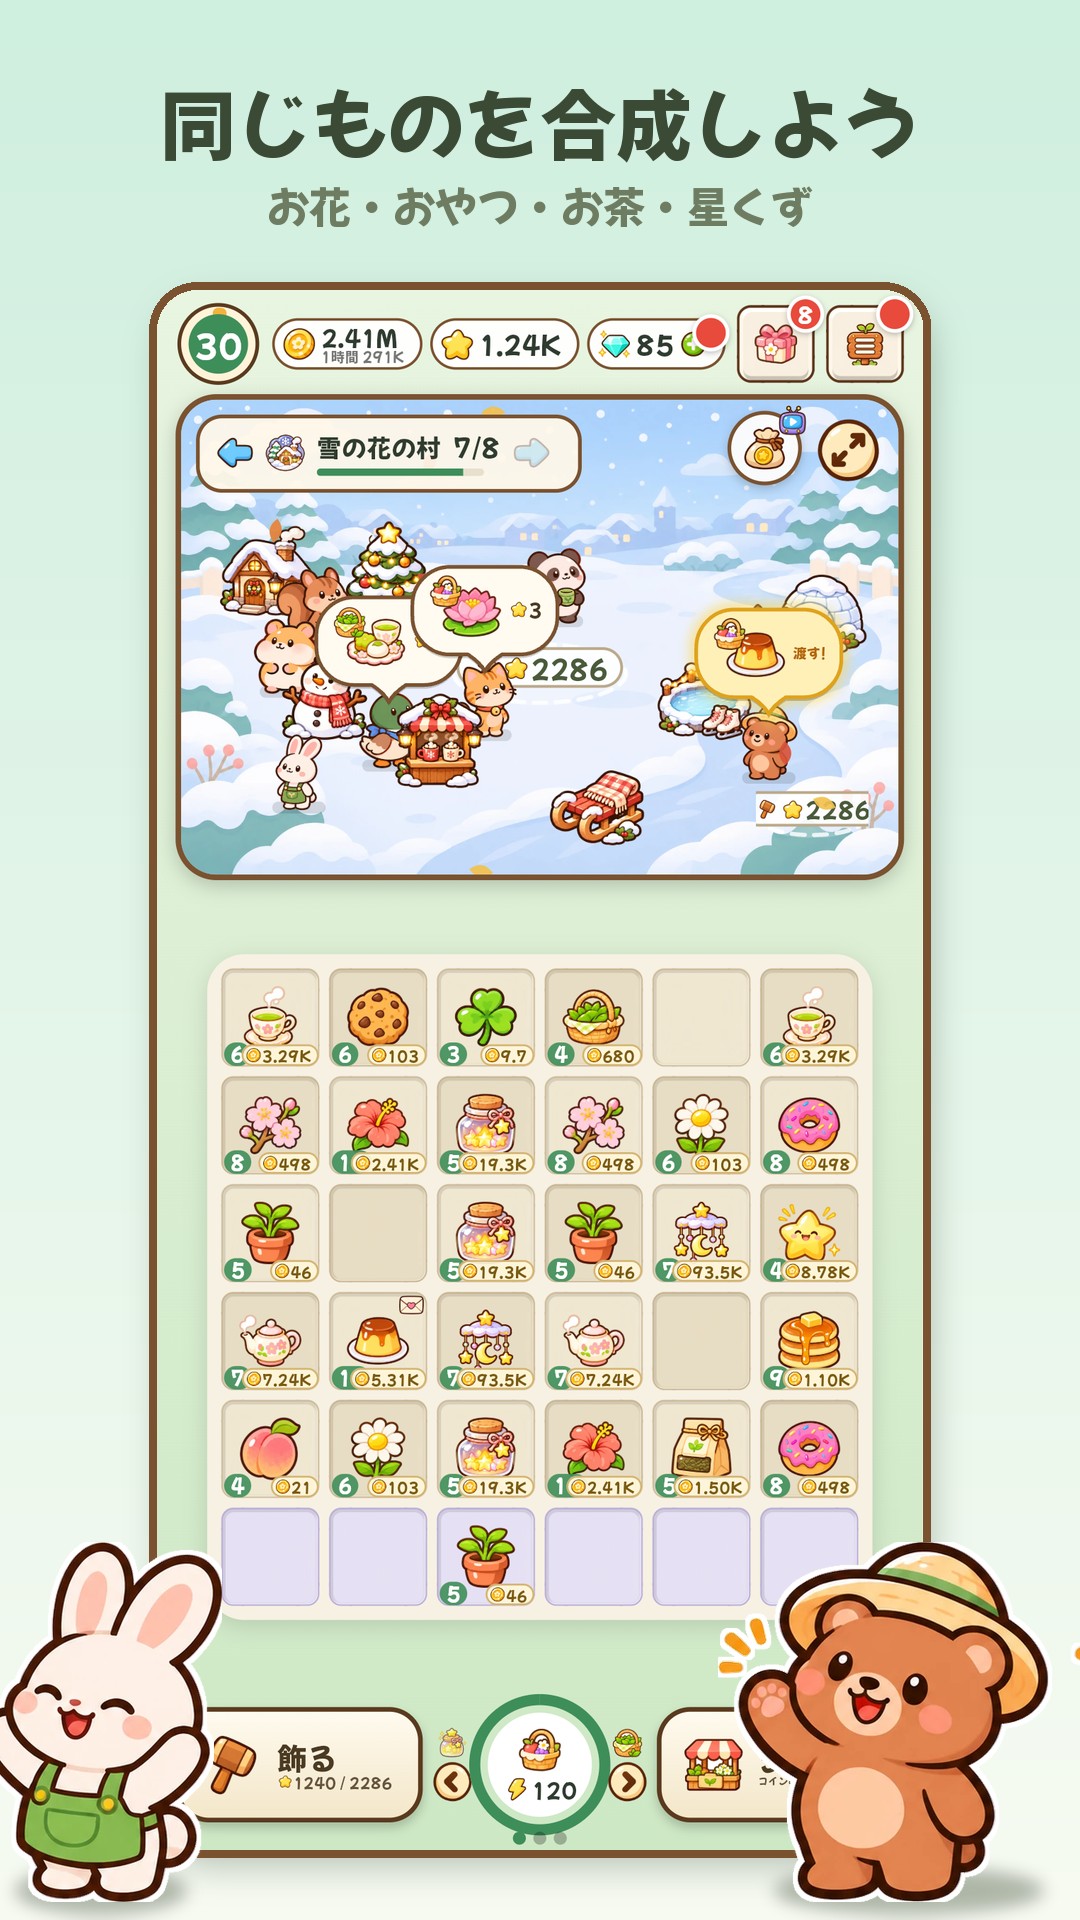 同じものを合成しよう
お花・おやつ・お茶・星くず
30
2.41M
1時間 291K
1.24K
85
8
雪の花の村 7/8
3
渡す!
2286
2286
6 3.29K
6 103
3 9.7
4 680
6 3.29K
8 498
1 2.41K
5 19.3K
8 498
6 103
8 498
5 46
5 19.3K
5 46
7 93.5K
4 8.78K
7 7.24K
1 5.31K
7 93.5K
7 7.24K
9 1.10K
4 21
6 103
5 19.3K
1 2.41K
5 1.50K
8 498
5 46
飾る
1240/2286
120
コイン